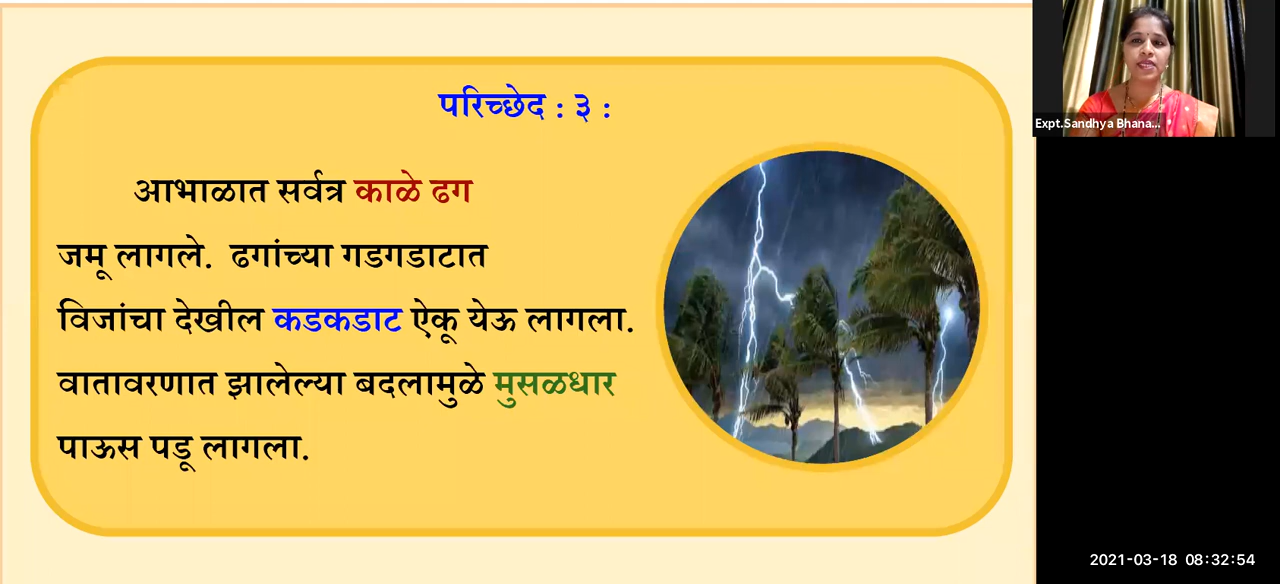 परिच्छेद : ३ :
आभाळात सर्वत्र काळे ढग
जमू लागले. ढगांच्या गडगडाटात
विजांचा देखील कडकडाट ऐकू येऊ लागला.
वातावरणात झालेल्या बदलामुळे मुसळधार
पाऊस पडू लागला.
Expt.Sandhya Bhana...
2021-03-18 08:32:54